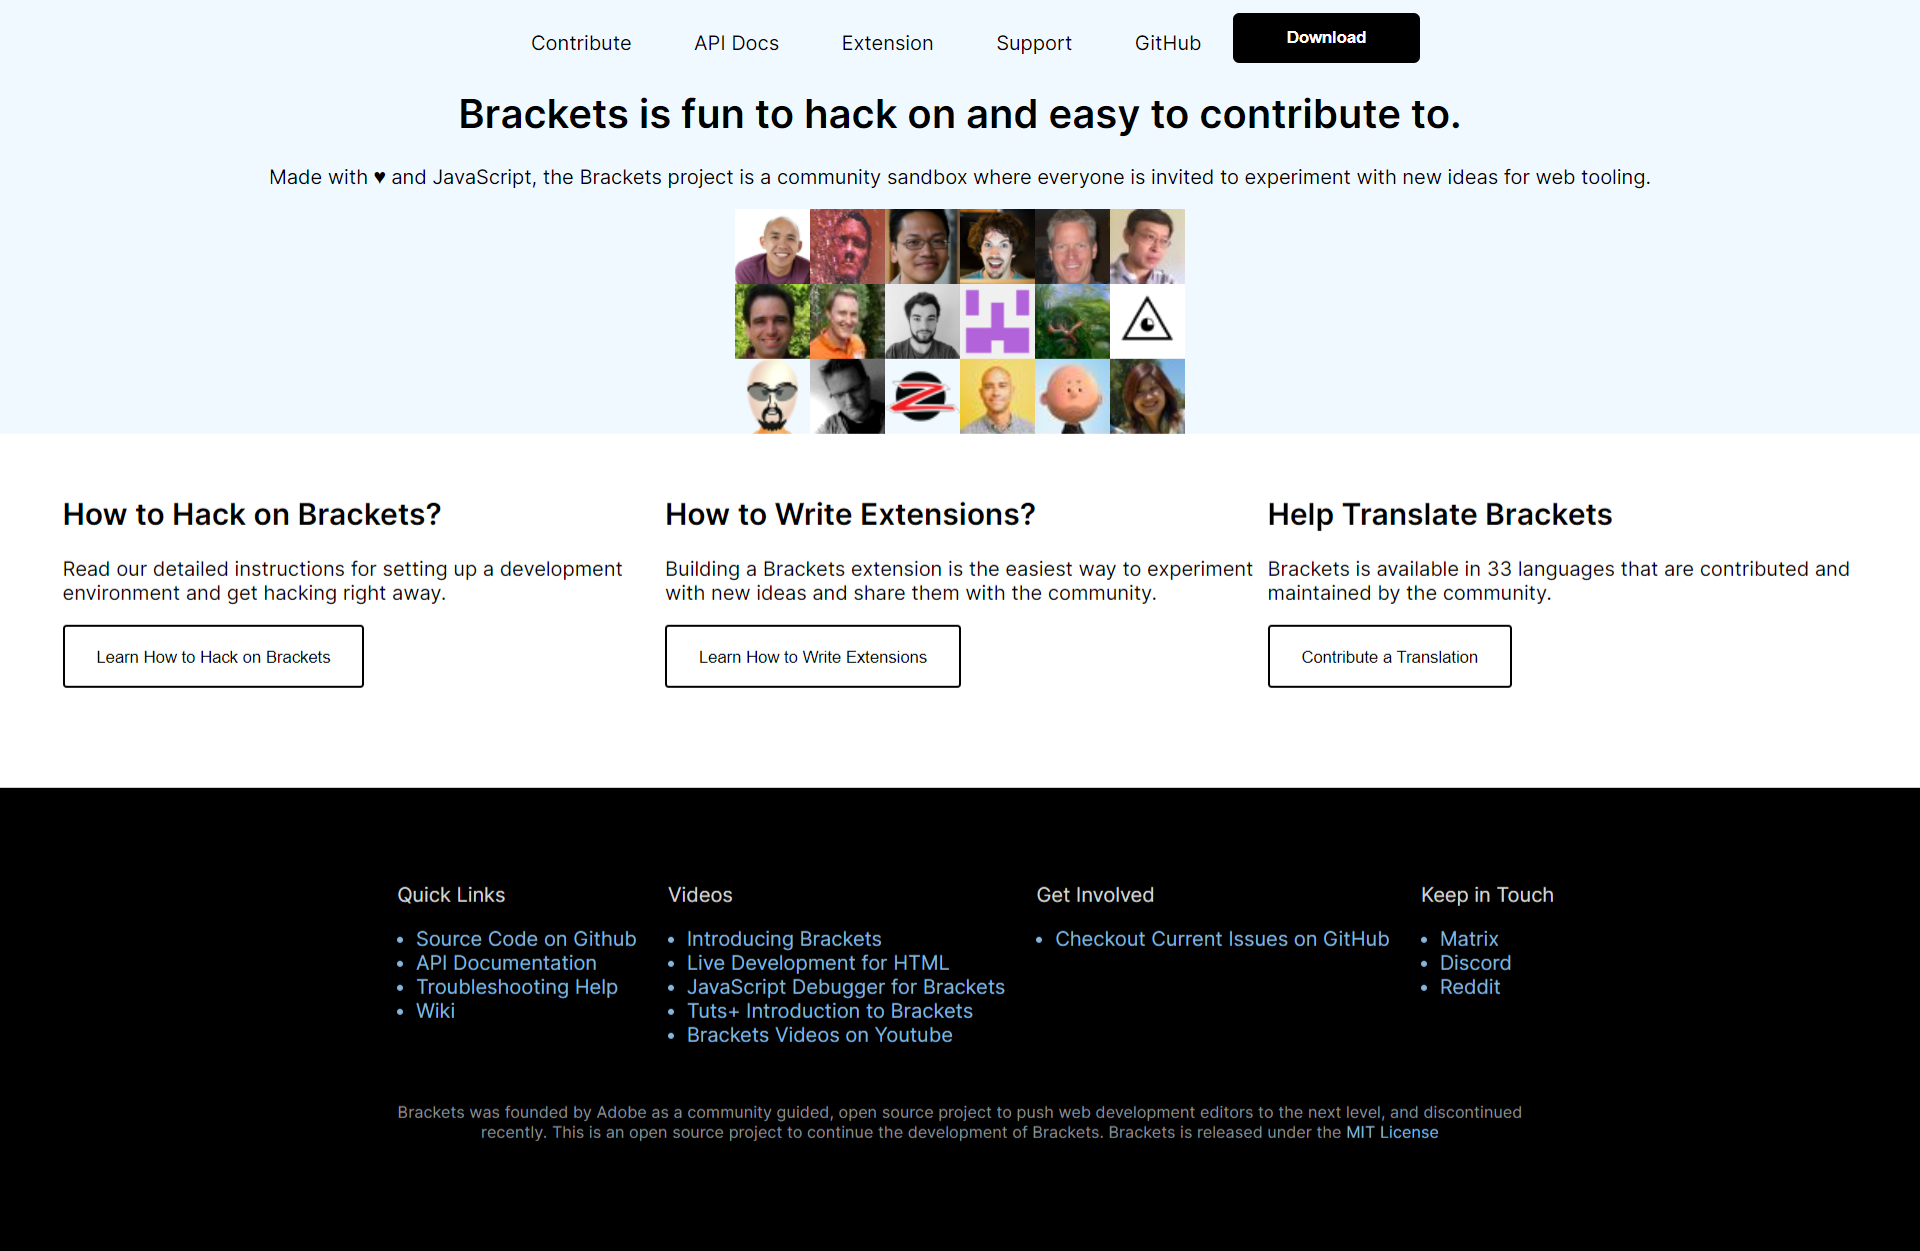 Contribute API Docs Extension Support GitHub Download
Brackets is fun to hack on and easy to contribute to.
Made with ♥ and JavaScript, the Brackets project is a community sandbox where everyone is invited to experiment with new ideas for web tooling.
How to Hack on Brackets?
Read our detailed instructions for setting up a development
environment and get hacking right away.
Learn How to Hack on Brackets
How to Write Extensions?
Building a Brackets extension is the easiest way to experiment
with new ideas and share them with the community.
Learn How to Write Extensions
Help Translate Brackets
Brackets is available in 33 languages that are contributed and
maintained by the community.
Contribute a Translation
Quick Links
• Source Code on Github
• API Documentation
• Troubleshooting Help
• Wiki
Videos
• Introducing Brackets
• Live Development for HTML
• JavaScript Debugger for Brackets
• Tuts+ Introduction to Brackets
• Brackets Videos on Youtube
Get Involved
• Checkout Current Issues on GitHub
Keep in Touch
• Matrix
• Discord
• Reddit
Brackets was founded by Adobe as a community guided, open source project to push web development editors to the next level, and discontinued
recently. This is an open source project to continue the development of Brackets. Brackets is released under the MIT License